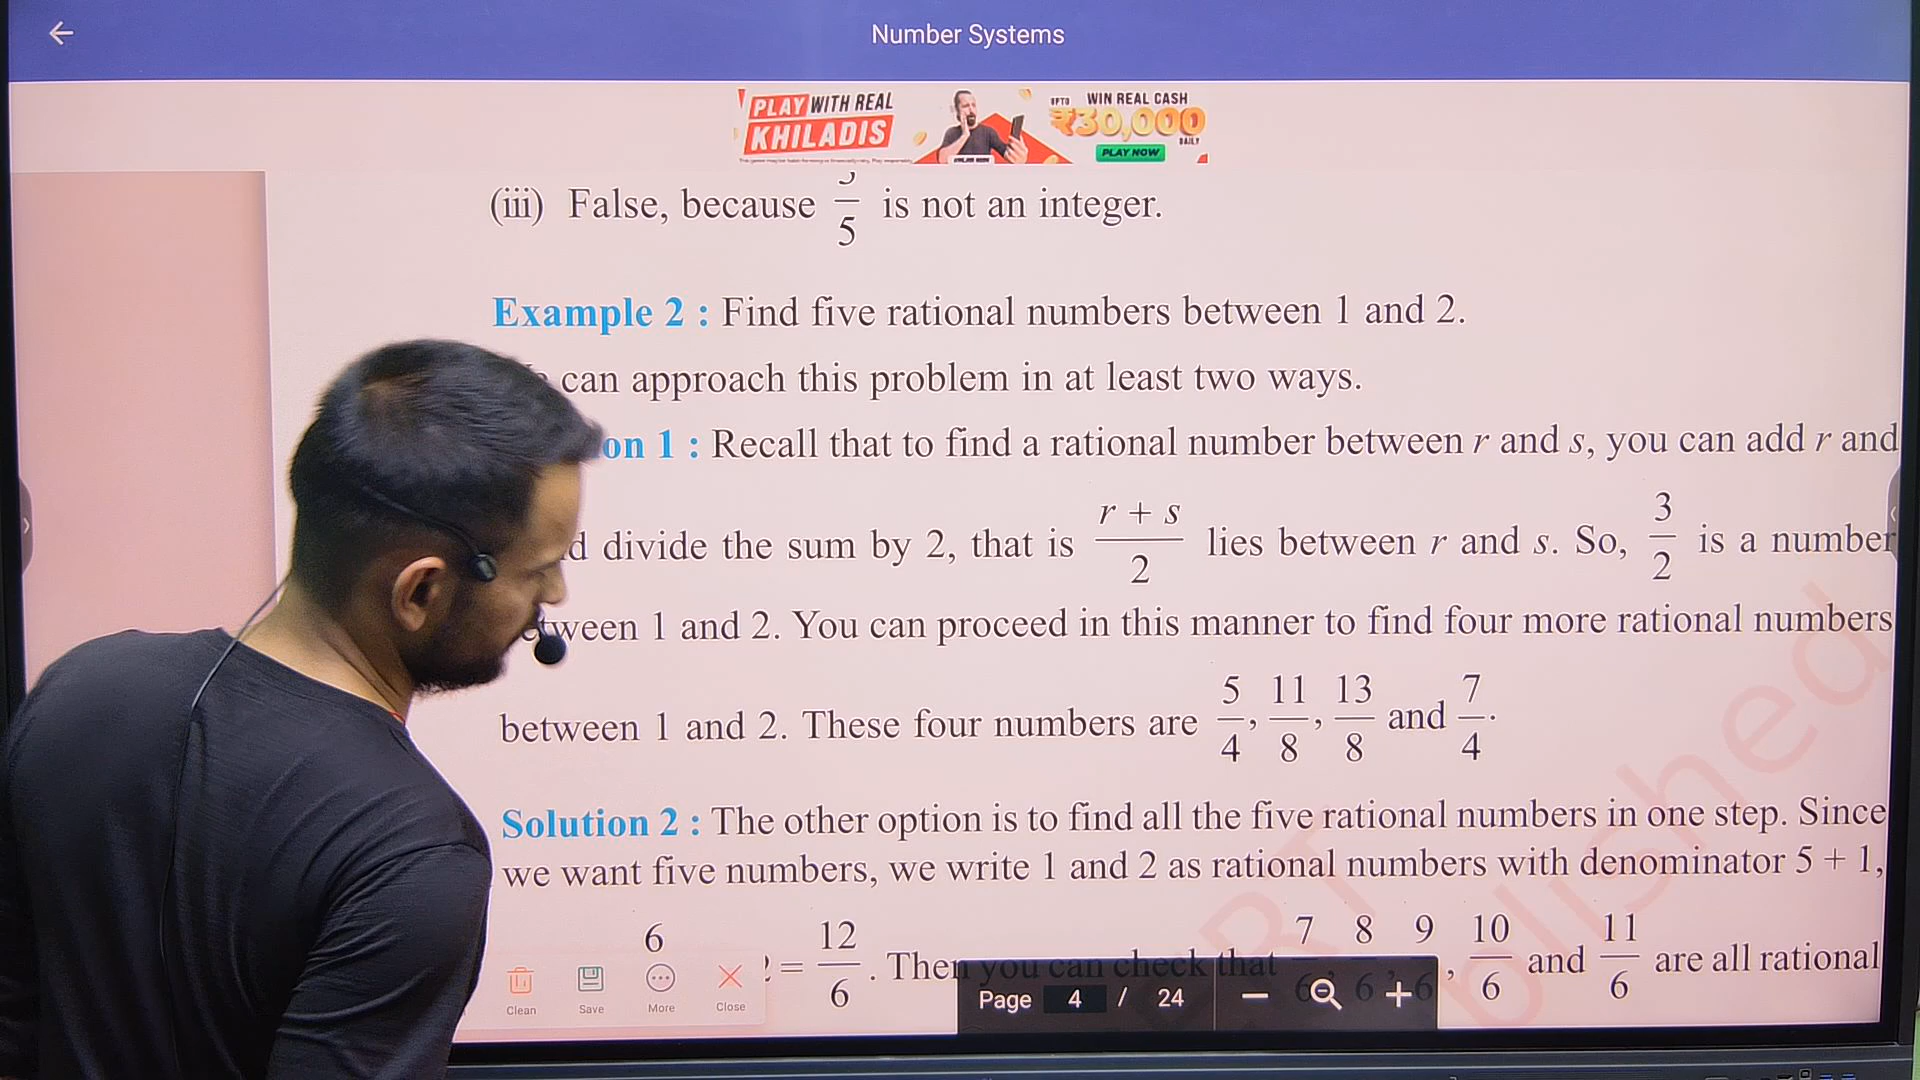 Number Systems
PLAY WITH REAL
KHILADIS
UPTO WIN REAL CASH
₹30,000
DAILY
PLAY NOW
(iii) False, because /5 is not an integer.
Example 2 : Find five rational numbers between 1 and 2.
can approach this problem in at least two ways.
on 1 : Recall that to find a rational number between r and s, you can add r and
d divide the sum by 2, that is (r + s)/2 lies between r and s. So, 3/2 is a number
tween 1 and 2. You can proceed in this manner to find four more rational numbers
between 1 and 2. These four numbers are 5/4, 11/8, 13/8 and 7/4.
Solution 2 : The other option is to find all the five rational numbers in one step. Since
we want five numbers, we write 1 and 2 as rational numbers with denominator 5 + 1,
6 2 = 12/6 . Then you can check that 7/6, 8/6, 9/6, 10/6 and 11/6 are all rational
Clean Save More Close
Page 4 / 24